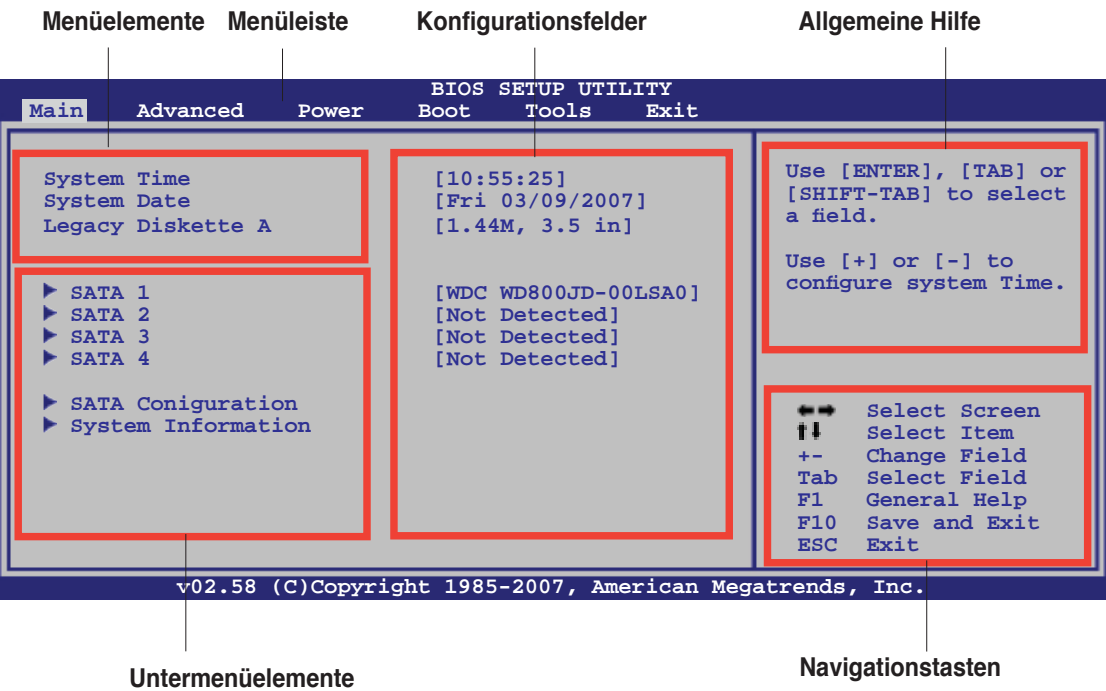 Menüelemente Menüleiste Konfigurationsfelder Allgemeine Hilfe
BIOS SETUP UTILITY
Main Advanced Power Boot Tools Exit
System Time [10:55:25]
System Date [Fri 03/09/2007]
Legacy Diskette A [1.44M, 3.5 in]
SATA 1 [WDC WD800JD-00LSA0]
SATA 2 [Not Detected]
SATA 3 [Not Detected]
SATA 4 [Not Detected]
SATA Coniguration
System Information
Use [ENTER], [TAB] or
[SHIFT-TAB] to select
a field.
Use [+] or [-] to
configure system Time.
←→ Select Screen
↑↓ Select Item
+- Change Field
Tab Select Field
F1 General Help
F10 Save and Exit
ESC Exit
v02.58 (C)Copyright 1985-2007, American Megatrends, Inc.
Untermenüelemente Navigationstasten